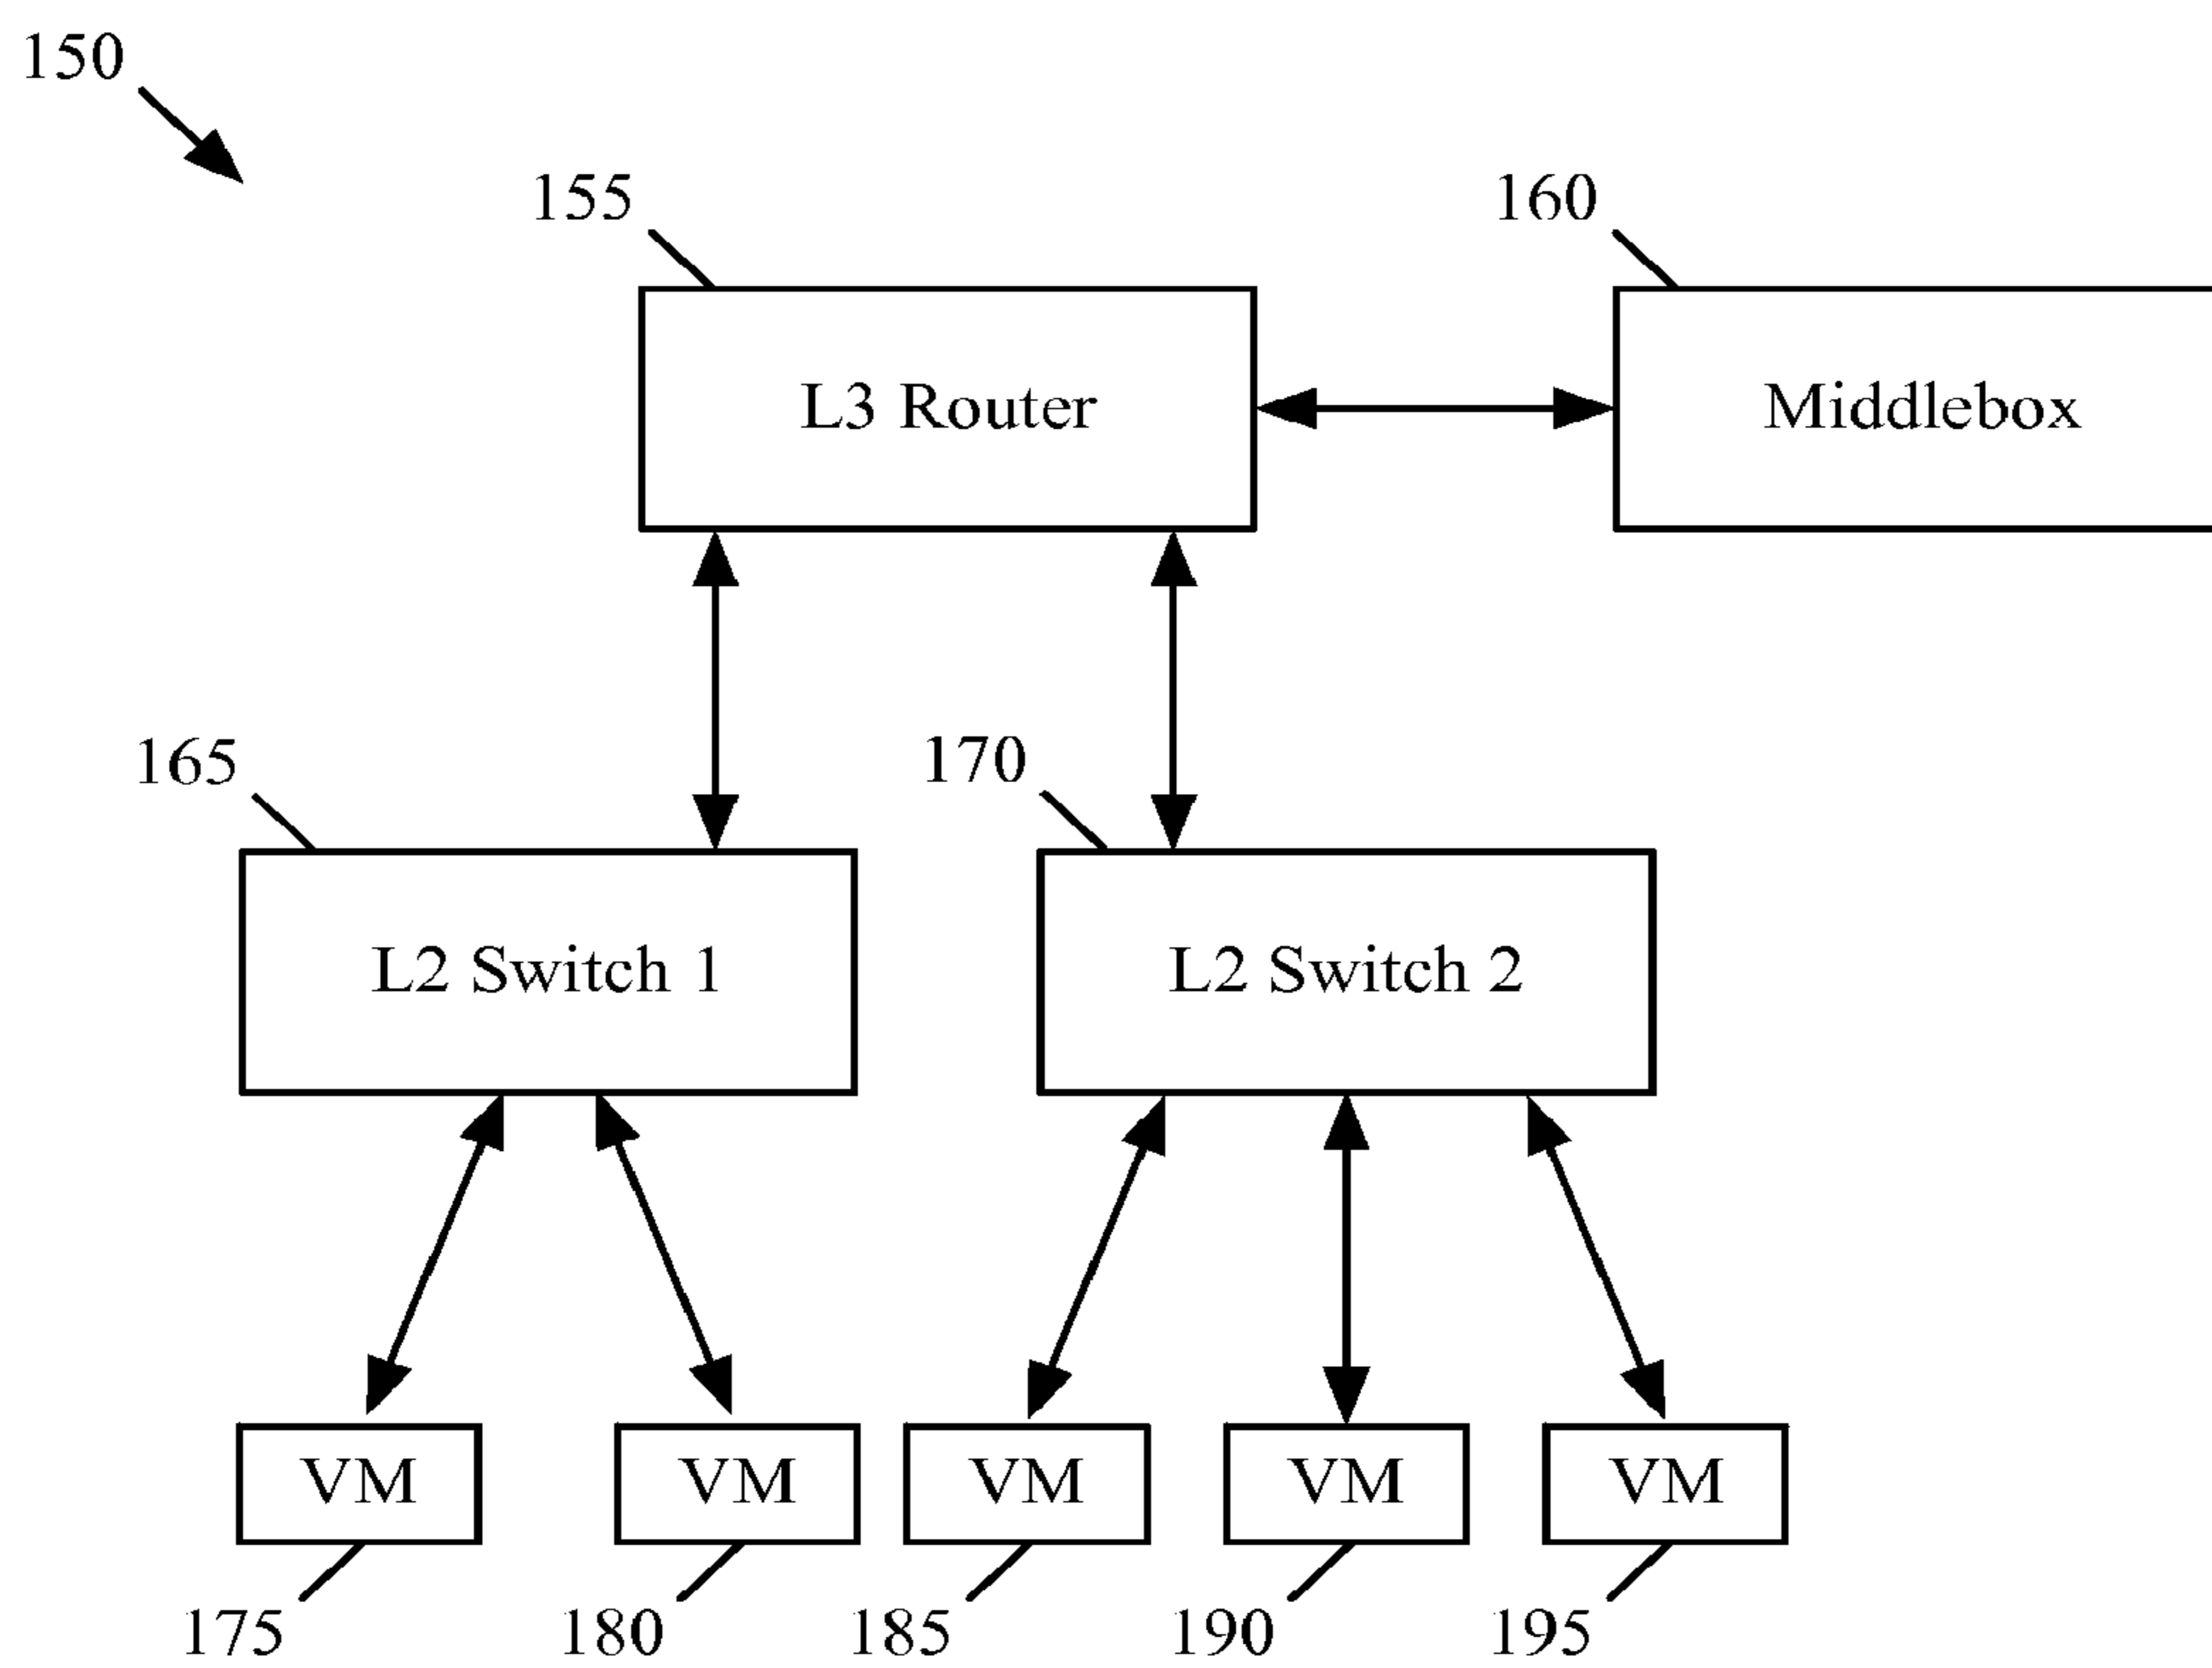 150
155
160
L3 Router
Middlebox
165
170
L2 Switch 1
L2 Switch 2
VM
VM
VM
VM
VM
175
180
185
190
195